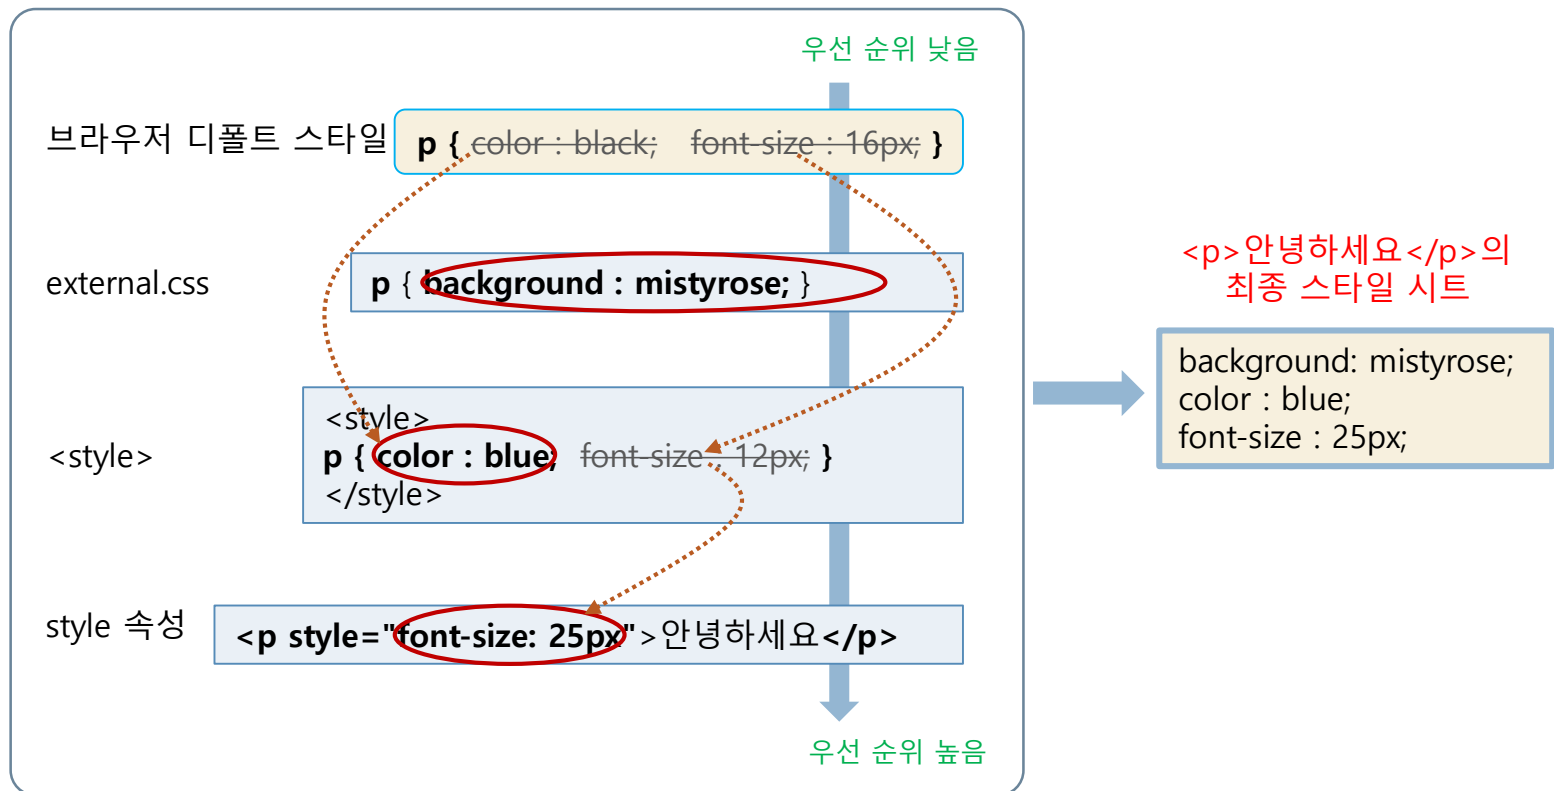 우선 순위 낮음
브라우저 디폴트 스타일
p { color : black; font-size : 16px; }
external.css
p { background : mistyrose; }
<style>
<style>
p { color : blue; font-size : 12px; }
</style>
style 속성
<p style="font-size: 25px">안녕하세요</p>
우선 순위 높음
<p>안녕하세요</p>의
최종 스타일 시트
background: mistyrose;
color : blue;
font-size : 25px;